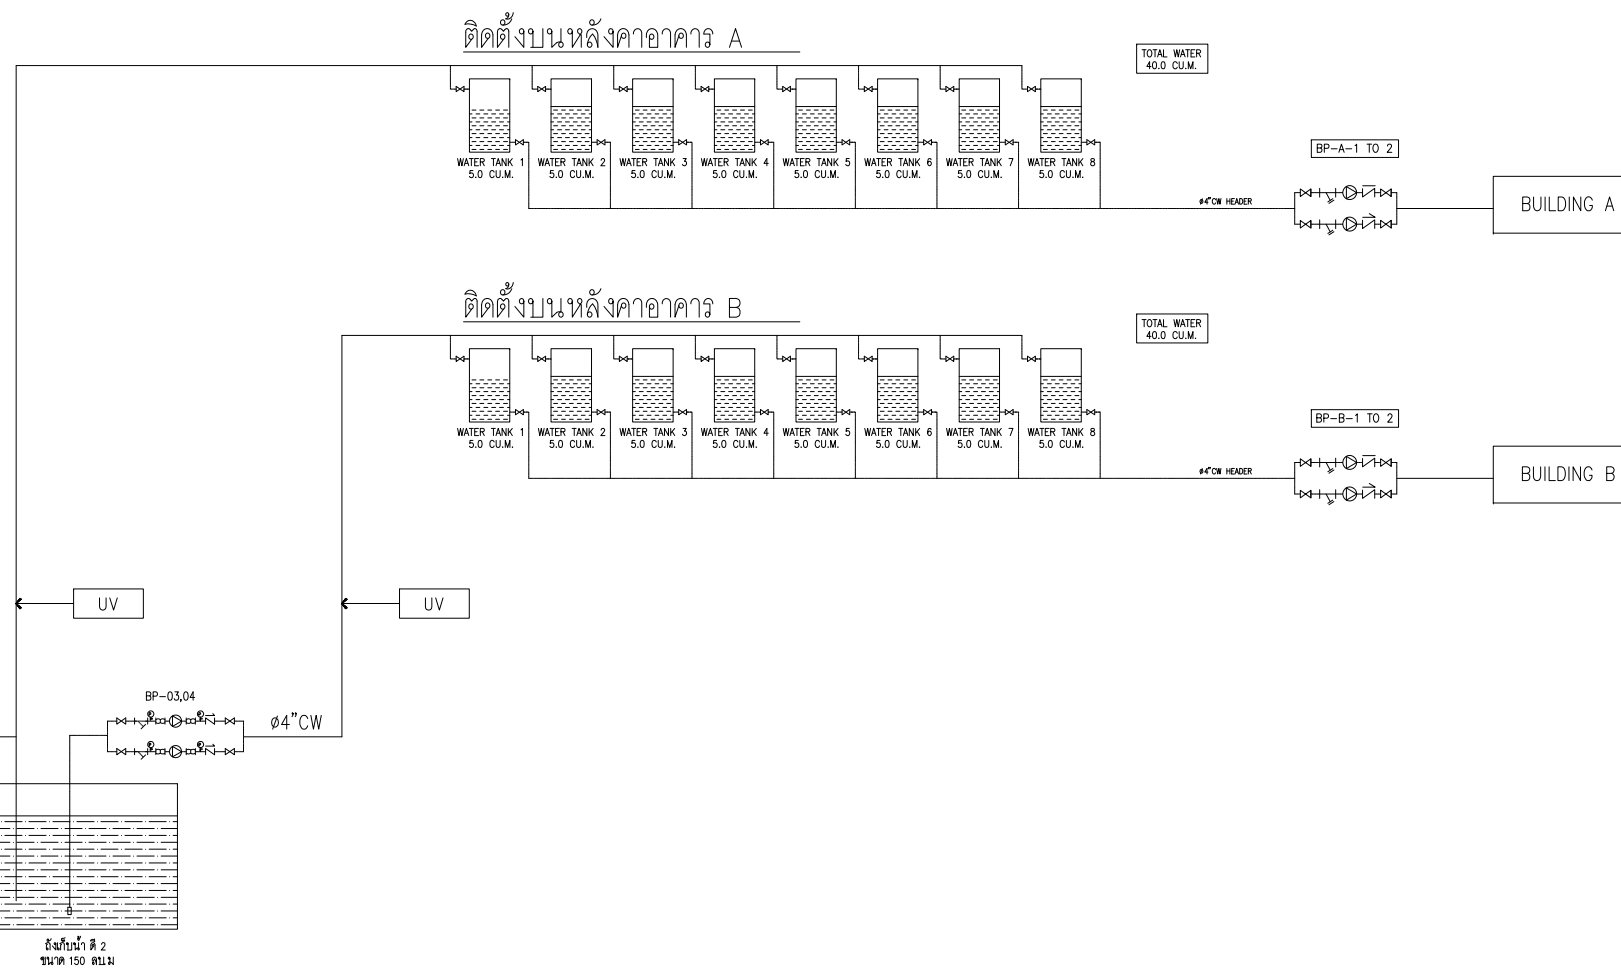 ติดตั้งบนหลังคาอาคาร A
TOTAL WATER
40.0 CU.M.
WATER TANK 1
5.0 CU.M.
WATER TANK 2
5.0 CU.M.
WATER TANK 3
5.0 CU.M.
WATER TANK 4
5.0 CU.M.
WATER TANK 5
5.0 CU.M.
WATER TANK 6
5.0 CU.M.
WATER TANK 7
5.0 CU.M.
WATER TANK 8
5.0 CU.M.
BP-A-1 TO 2
ø4"CW HEADER
BUILDING A
ติดตั้งบนหลังคาอาคาร B
TOTAL WATER
40.0 CU.M.
WATER TANK 1
5.0 CU.M.
WATER TANK 2
5.0 CU.M.
WATER TANK 3
5.0 CU.M.
WATER TANK 4
5.0 CU.M.
WATER TANK 5
5.0 CU.M.
WATER TANK 6
5.0 CU.M.
WATER TANK 7
5.0 CU.M.
WATER TANK 8
5.0 CU.M.
BP-B-1 TO 2
ø4"CW HEADER
BUILDING B
UV
UV
BP-03,04
ø4"CW
ถังเก็บน้ำ ดี 2
ขนาด 150 ลบ.ม